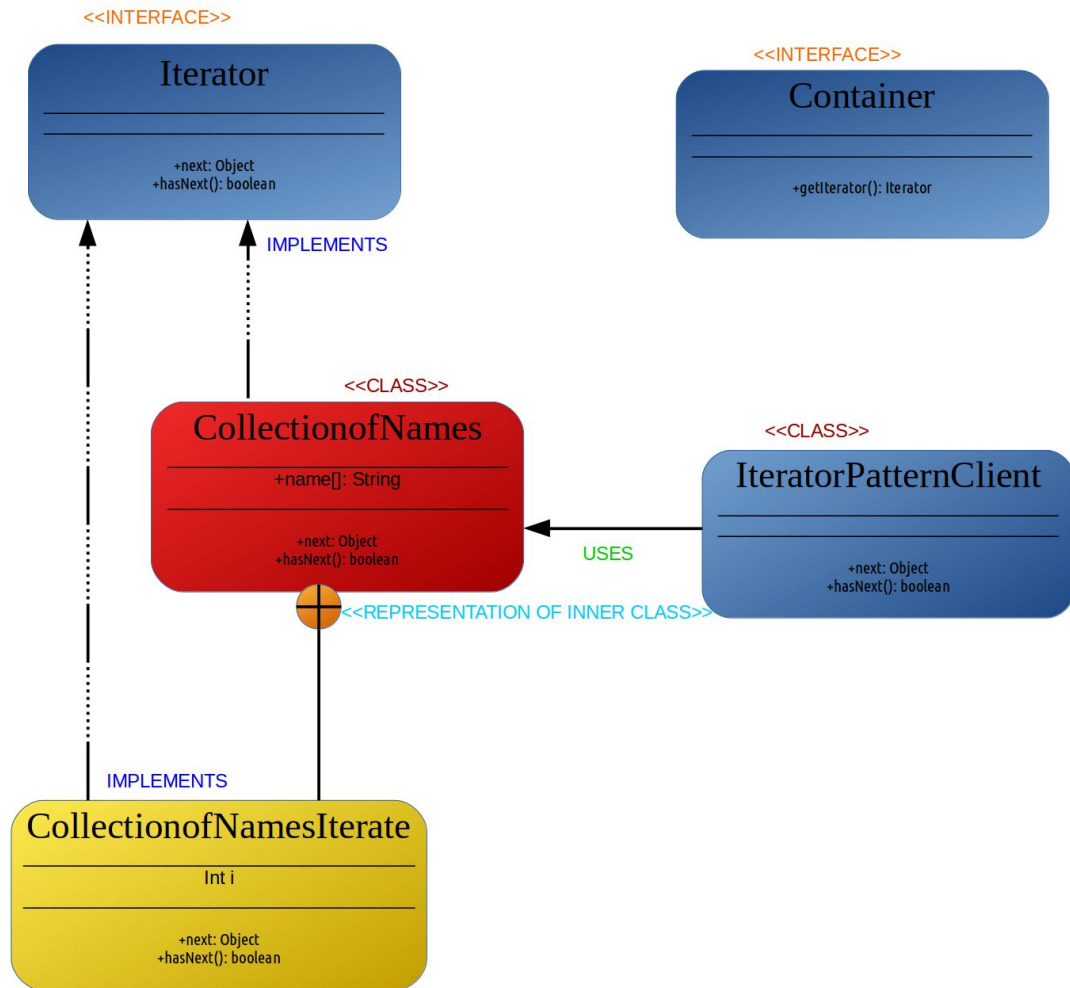 <<INTERFACE>>
Iterator
+next: Object
+hasNext(): boolean
<<INTERFACE>>
Container
+getIterator(): Iterator
IMPLEMENTS
<<CLASS>>
CollectionofNames
+name[]: String
+next: Object
+hasNext(): boolean
<<CLASS>>
IteratorPatternClient
+next: Object
+hasNext(): boolean
USES
<<REPRESENTATION OF INNER CLASS>>
IMPLEMENTS
CollectionofNamesIterate
Int i
+next: Object
+hasNext(): boolean